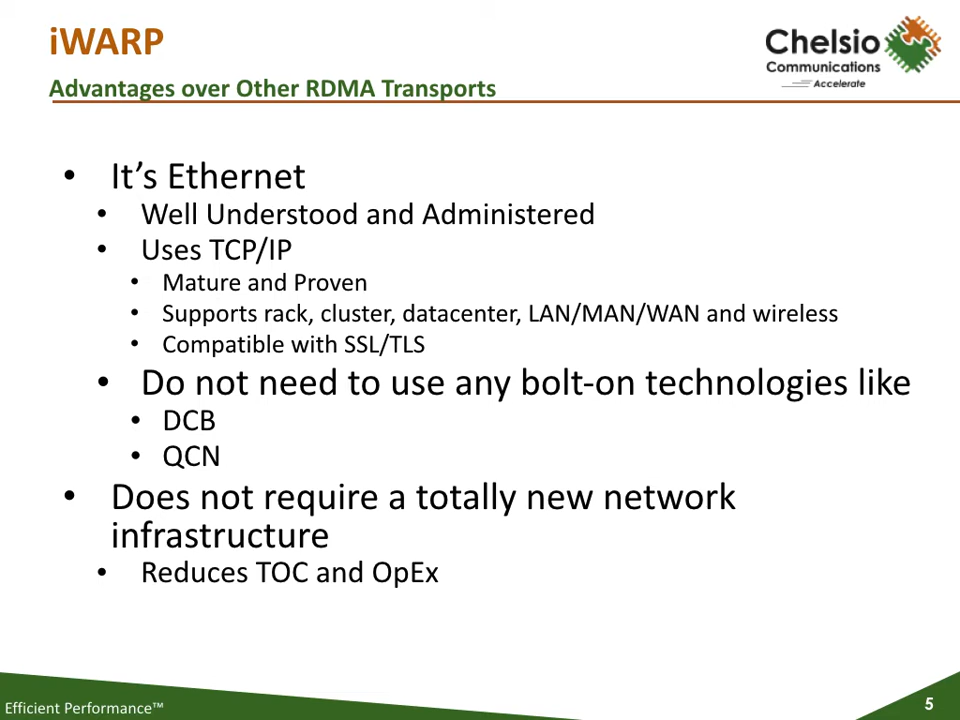 iWARP
Advantages over Other RDMA Transports
Chelsio
Communications
Accelerate
• It's Ethernet
• Well Understood and Administered
• Uses TCP/IP
• Mature and Proven
• Supports rack, cluster, datacenter, LAN/MAN/WAN and wireless
• Compatible with SSL/TLS
• Do not need to use any bolt-on technologies like
• DCB
• QCN
• Does not require a totally new network
infrastructure
• Reduces TOC and OpEx
Efficient Performance™
5